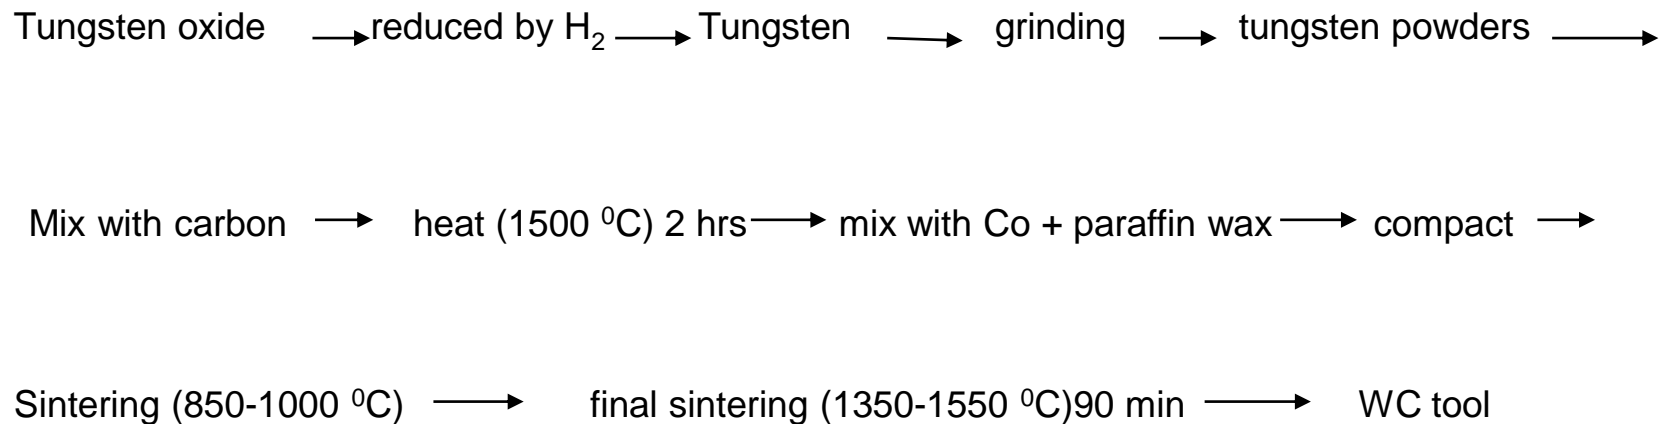 Tungsten oxide → reduced by H₂ → Tungsten → grinding → tungsten powders →
Mix with carbon → heat (1500 ⁰C) 2 hrs → mix with Co + paraffin wax → compact →
Sintering (850-1000 ⁰C) → final sintering (1350-1550 ⁰C)90 min → WC tool